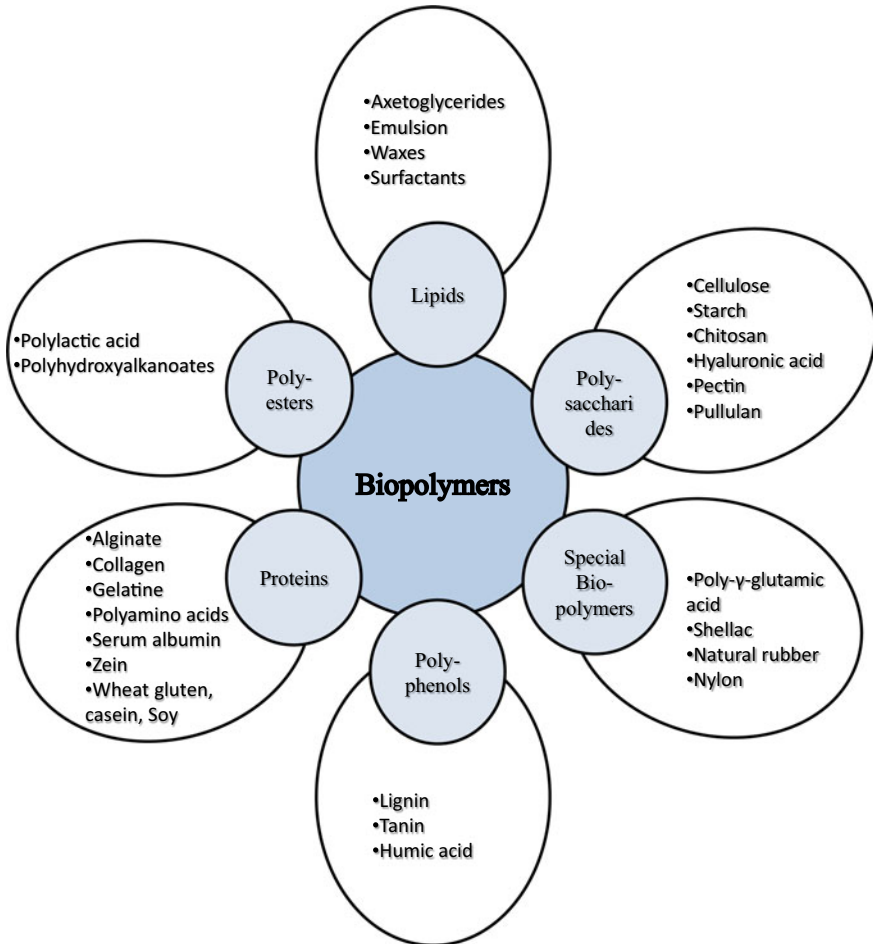 •Axetoglycerides
•Emulsion
•Waxes
•Surfactants
Lipids
•Cellulose
•Starch
•Chitosan
•Hyaluronic acid
•Pectin
•Pullulan
Poly-
sacchari
des
•Polylactic acid
•Polyhydroxyalkanoates
Poly-
esters
Biopolymers
•Alginate
•Collagen
•Gelatine
•Polyamino acids
•Serum albumin
•Zein
•Wheat gluten,
casein, Soy
Proteins
Special
Bio-
polymers
•Poly-γ-glutamic
acid
•Shellac
•Natural rubber
•Nylon
Poly-
phenols
•Lignin
•Tanin
•Humic acid